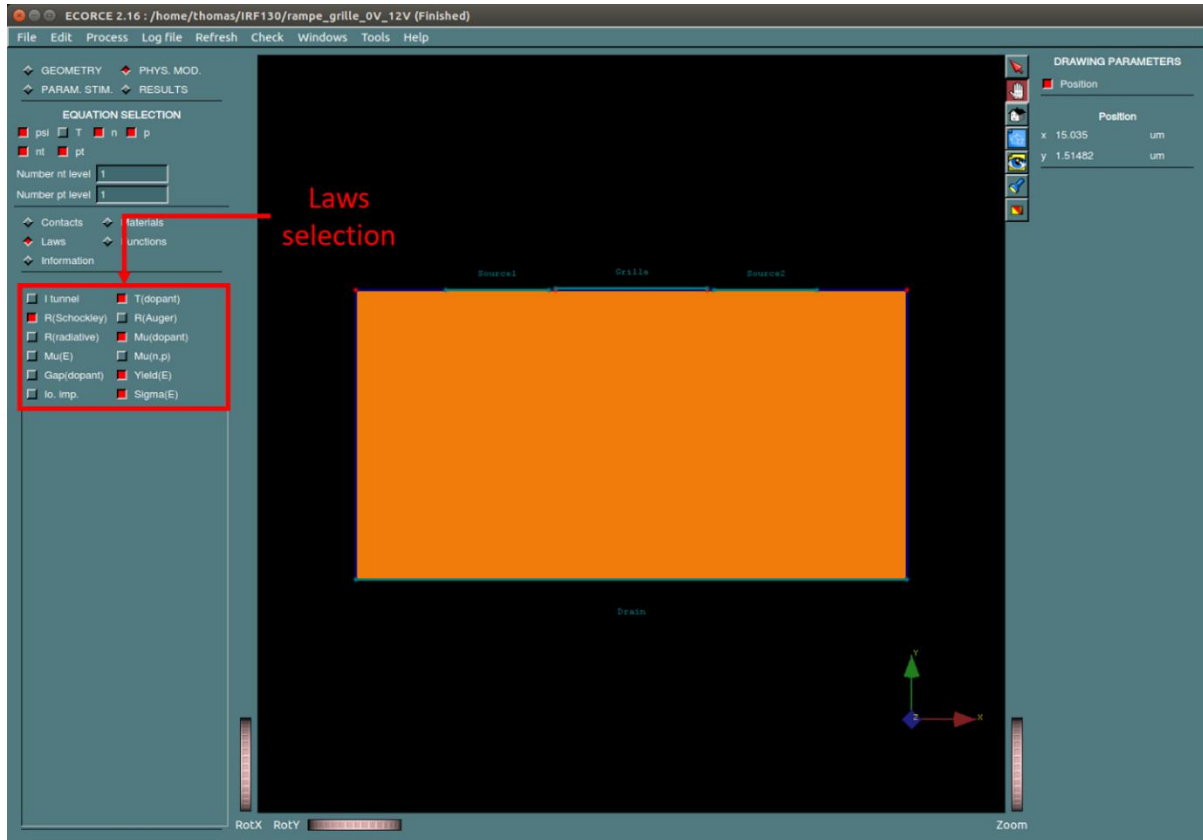 ECORCE 2.16 : /home/thomas/IRF130/rampe_grille_0V_12V (Finished)
File Edit Process Log file Refresh Check Windows Tools Help
GEOMETRY PHYS. MOD.
PARAM. STIM. RESULTS
EQUATION SELECTION
psi T n p
nt pt
Number nt level 1
Number pt level 1
Contacts Materials
Laws Functions
Information
I tunnel T(dopant)
R(Schockley) R(Auger)
R(radiative) Mu(dopant)
Mu(E) Mu(n,p)
Gap(dopant) Yield(E)
Io. imp. Sigma(E)
Laws
selection
Source1 Grille Source2
Drain
Y
Z X
RotX RotY Zoom
DRAWING PARAMETERS
Position
Position
x 15.035 um
y 1.51482 um